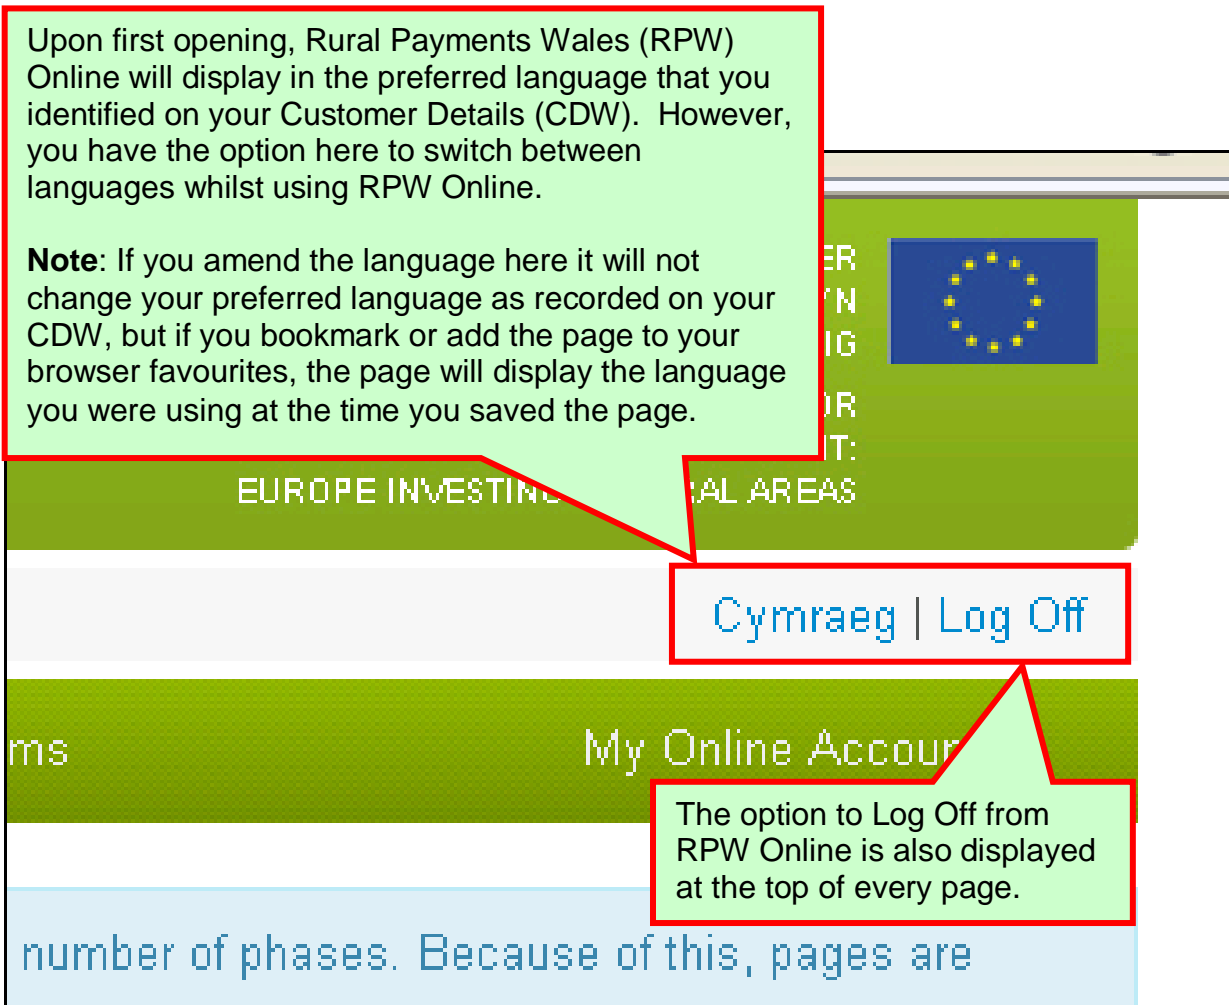 Upon first opening, Rural Payments Wales (RPW)
Online will display in the preferred language that you
identified on your Customer Details (CDW).  However,
you have the option here to switch between
languages whilst using RPW Online.
Note: If you amend the language here it will not
change your preferred language as recorded on your
CDW, but if you bookmark or add the page to your
browser favourites, the page will display the language
you were using at the time you saved the page.
EUROPE AREAS
Cymraeg | Log Off
My Online
The option to Log Off from
RPW Online is also displayed
at the top of every page.
number of phases. Because of this, pages are